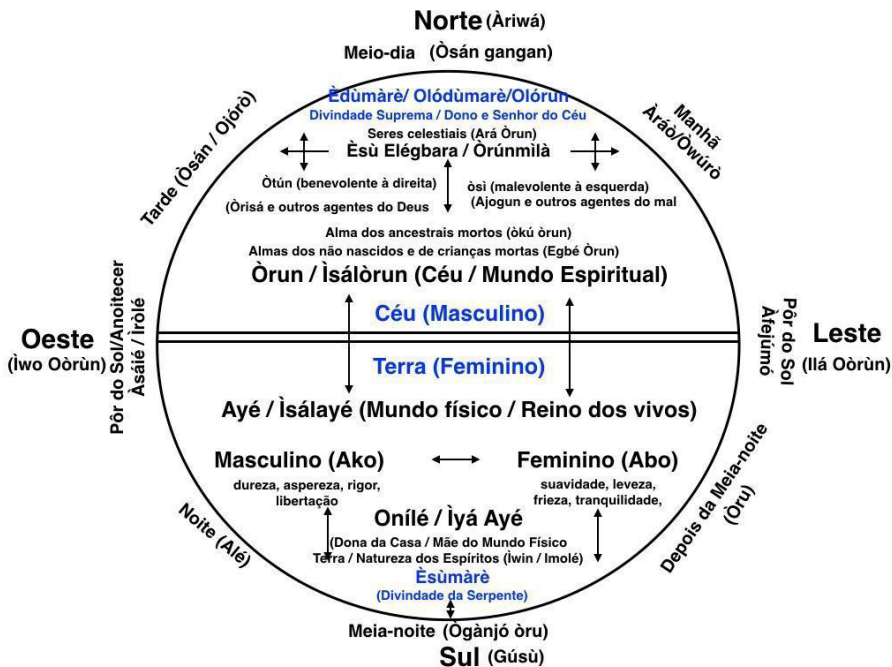 Norte (Àriwá)
Meio-dia (Òsán gangan)
Tarde (Òsán / Ojórò)
Manhã
Àráò/Òwúrò
Èdùmàrè/ Olódùmarè/Olórun
Divindade Suprema / Dono e Senhor do Céu
Seres celestiais (Ará Òrun)
Èsù Elégbara / Òrúnmìlà
Òtún (benevolente à direita)
òsì (malevolente à esquerda)
(Òrisá e outros agentes do Deus
(Ajogun e outros agentes do mal
Alma dos ancestrais mortos (òkú òrun)
Almas dos não nascidos e de crianças mortas (Egbé Òrun)
Òrun / Ìsálòrun (Céu / Mundo Espiritual)
Céu (Masculino)
Oeste
(Ìwo Oòrùn)
Pôr do Sol/Anoitecer
Àsáié / Ìròlé
Pôr do Sol
Àfejúmó
Leste
(Ilá Oòrùn)
Terra (Feminino)
Ayé / Ìsálayé (Mundo físico / Reino dos vivos)
Masculino (Ako)
Feminino (Abo)
dureza, aspereza, rigor,
libertação
suavidade, leveza,
frieza, tranquilidade,
Noite (Alé)
Depois da Meia-noite
(Òru)
Onílé / Ìyá Ayé
(Dona da Casa / Mãe do Mundo Físico
Terra / Natureza dos Espíritos (Ìwin / Imolé)
Èsùmàrè
(Divindade da Serpente)
Meia-noite (Ògànjó òru)
Sul (Gúsù)